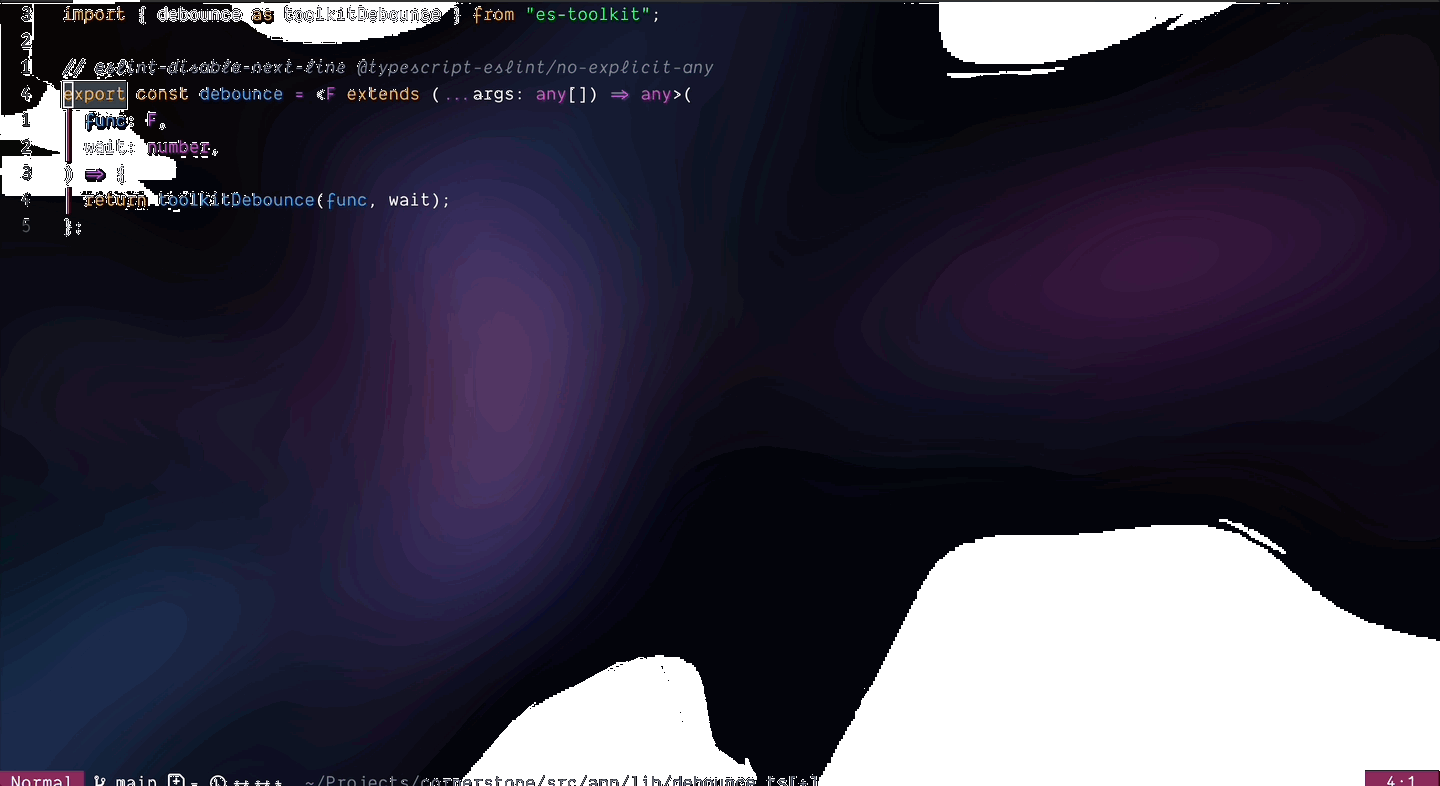 3 import { debounce as toolkitDebounse } from "es-toolkit";
2
1 // eslint-disable-next-line @typescript-eslint/no-explicit-any
4 export const debounce = <F extends (...args: any[]) => any>(
1 func: F,
2 wait: number,
3 ) => {
4 return toolkitDebounce(func, wait);
5 };
Normal main ~/Projects/cornerstone/src/app/lib/debounce.ts[+] 4:1